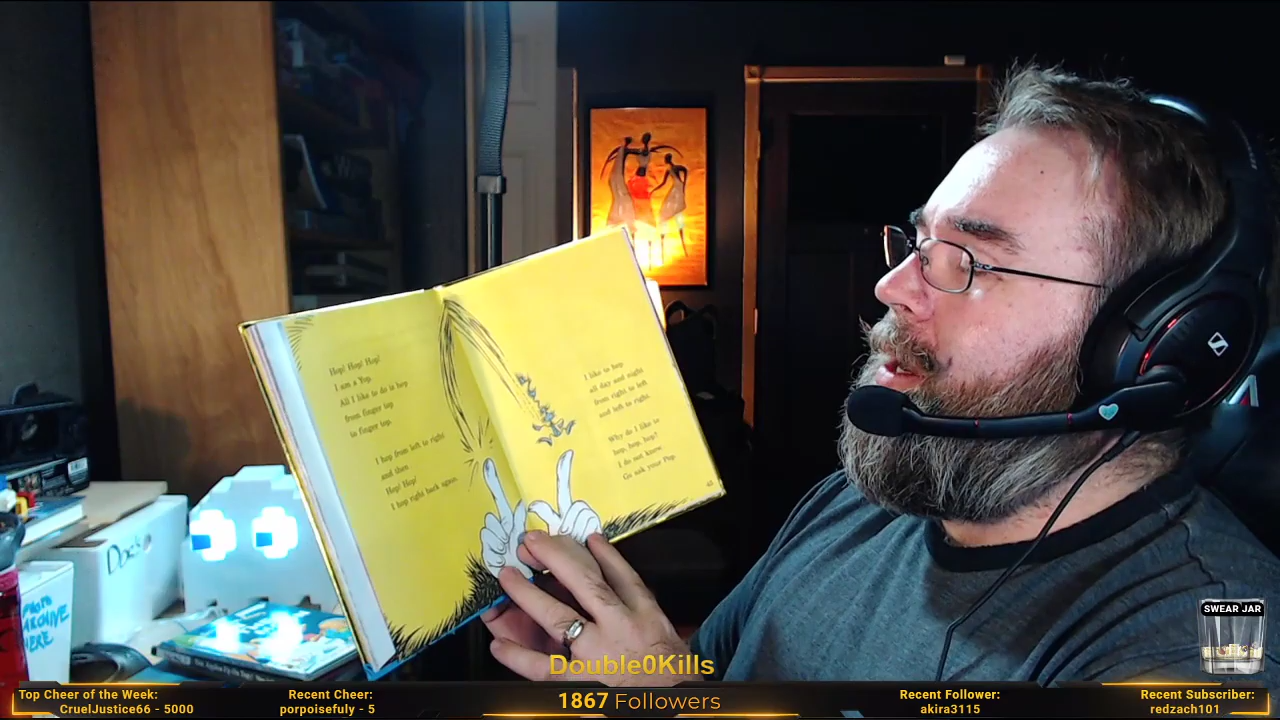 Hop! Hop! Hop!
I am a Yop.
All I like to do is hop
from finger top
to finger top.
I hop from left to right
and then . . .
Hop! Hop!
I hop right back again.
I like to hop
all day and night
from right to left
and left to right.
Why do I like to
hop, hop, hop?
I do not know.
Go ask your Pop.
Dock
PHOTO
ARCHIVE
HERE
SWEAR JAR
Double0Kills
Top Cheer of the Week:
CruelJustice66 - 5000
Recent Cheer:
porpoisefuly - 5
1867 Followers
Recent Follower:
akira3115
Recent Subscriber:
redzach101